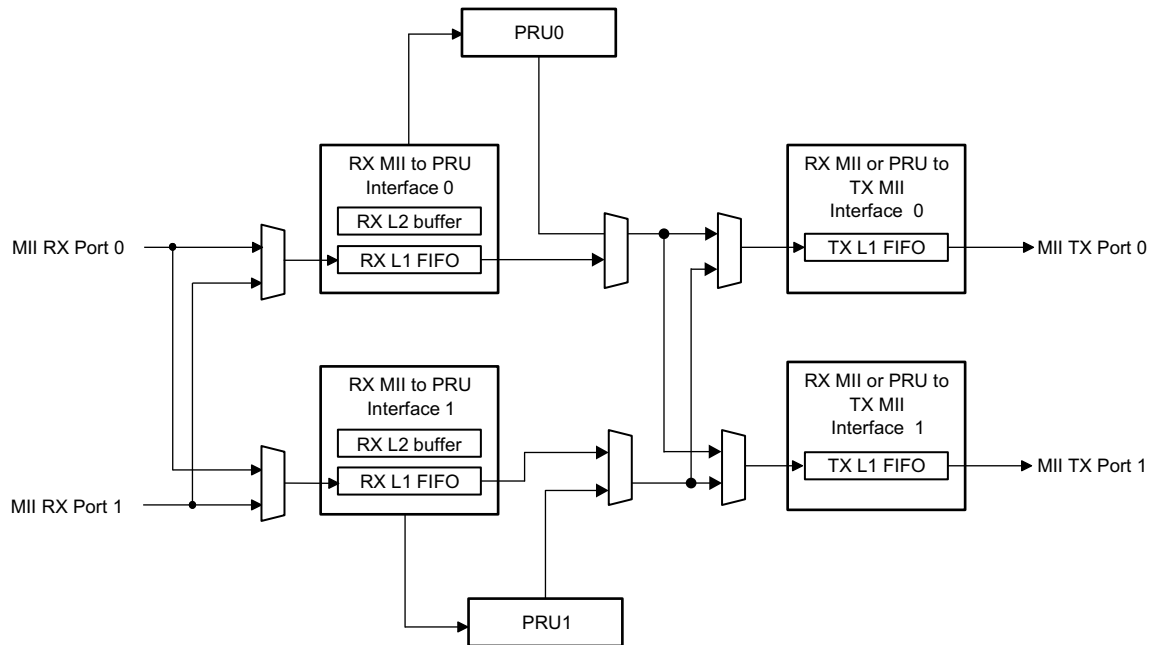 PRU0
RX MII to PRU
Interface 0
RX L2 buffer
RX L1 FIFO
RX MII or PRU to
TX MII
Interface 0
TX L1 FIFO
MII RX Port 0
MII TX Port 0
RX MII to PRU
Interface 1
RX L2 buffer
RX L1 FIFO
RX MII or PRU to
TX MII
Interface 1
TX L1 FIFO
MII RX Port 1
MII TX Port 1
PRU1